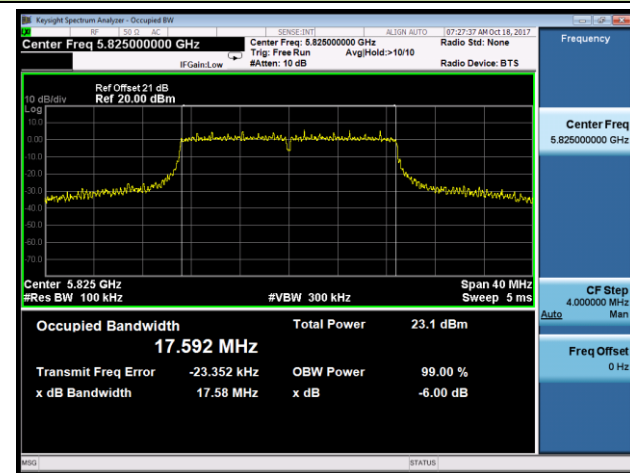 Keysight Spectrum Analyzer - Occupied BW
RF 50 Ω AC SENSE:INT ALIGN AUTO 07:27:37 AM Oct 18, 2017
Center Freq 5.825000000 GHz
Center Freq: 5.825000000 GHz
Radio Std: None
Trig: Free Run Avg|Hold:>10/10
IFGain:Low #Atten: 10 dB Radio Device: BTS
Ref Offset 21 dB
10 dB/div Ref 20.00 dBm
Log
10.0
0.00
-10.0
-20.0
-30.0
-40.0
-50.0
-60.0
-70.0
Center 5.825 GHz Span 40 MHz
#Res BW 100 kHz #VBW 300 kHz Sweep 5 ms
Occupied Bandwidth Total Power 23.1 dBm
17.592 MHz
Transmit Freq Error -23.352 kHz OBW Power 99.00 %
x dB Bandwidth 17.58 MHz x dB -6.00 dB
MSG STATUS
Frequency
Center Freq
5.825000000 GHz
CF Step
4.000000 MHz
Auto Man
Freq Offset
0 Hz